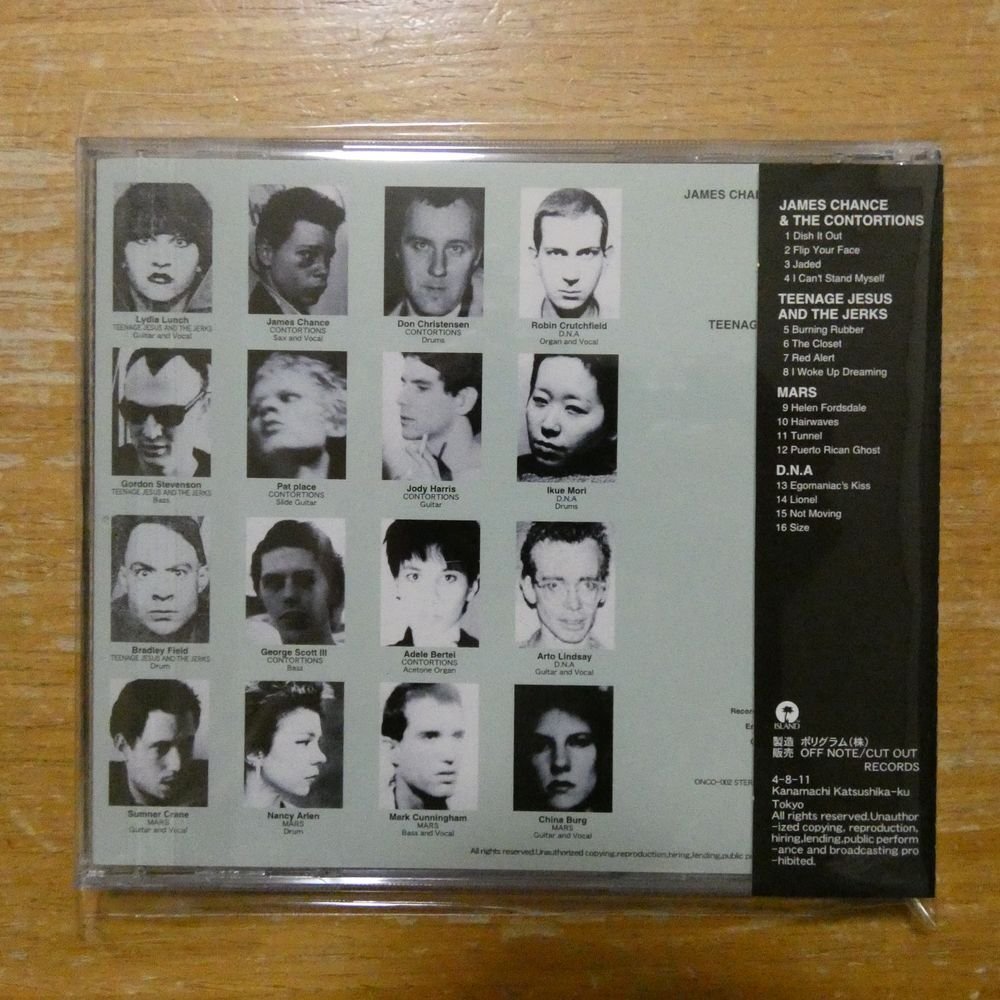 Lydia Lunch
TEENAGE JESUS AND THE JERKS
Guitar and Vocal
James Chance
CONTORTIONS
Sax and Vocal
Don Christensen
CONTORTIONS
Drums
Robin Crutchfield
D.N.A
Organ and Vocal
Gordon Stevenson
TEENAGE JESUS AND THE JERKS
Bass
Pat place
CONTORTIONS
Slide Guitar
Jody Harris
CONTORTIONS
Guitar
Ikue Mori
D.N.A
Drums
Bradley Field
TEENAGE JESUS AND THE JERKS
Drum
George Scott III
CONTORTIONS
Bass
Adele Bertei
CONTORTIONS
Acetone Organ
Arto Lindsay
D.N.A
Guitar and Vocal
Sumner Crane
MARS
Guitar and Vocal
Nancy Arlen
MARS
Drum
Mark Cunningham
MARS
Bass and Vocal
China Burg
MARS
Guitar and Vocal
JAMES CHA
TEENAG
Recor
ONCO-002 STER
All rights reserved.Unauthorized copying,reproduction,hiring,lending,public p
JAMES CHANCE
& THE CONTORTIONS
1 Dish It Out
2 Flip Your Face
3 Jaded
4 I Can't Stand Myself
TEENAGE JESUS
AND THE JERKS
5 Burning Rubber
6 The Closet
7 Red Alert
8 I Woke Up Dreaming
MARS
9 Helen Fordsdale
10 Hairwaves
11 Tunnel
12 Puerto Rican Ghost
D.N.A
13 Egomaniac's Kiss
14 Lionel
15 Not Moving
16 Size
ISLAND
製造 ポリグラム(株)
販売 OFF NOTE/CUT OUT
RECORDS
4-8-11
Kanamachi Katsushika-ku
Tokyo
All rights reserved.Unauthor
-ized copying, reproduction,
hiring,lending,public perform
-ance and broadcasting pro
-hibited.